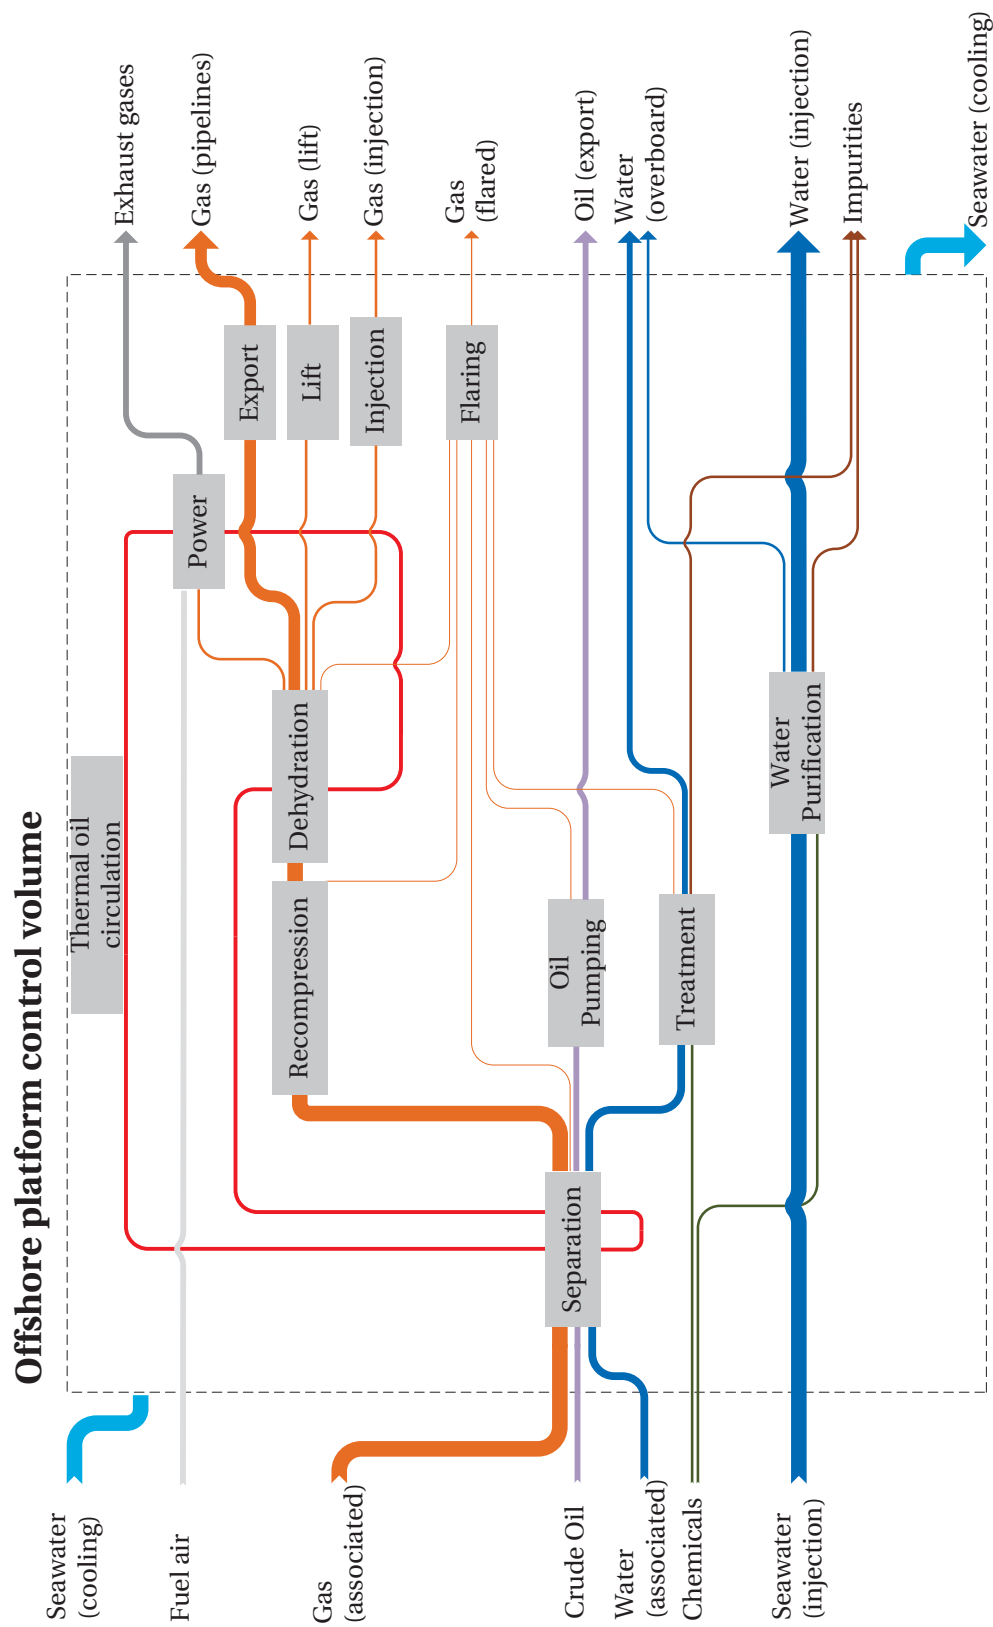 Offshore platform control volume
Seawater
(cooling)
Fuel air
Gas
(associated)
Crude Oil
Water
(associated)
Chemicals
Seawater
(injection)
Thermal oil
circulation
Separation
Recompression
Dehydration
Oil
Pumping
Treatment
Water
Purification
Power
Export
Lift
Injection
Flaring
Exhaust gases
Gas (pipelines)
Gas (lift)
Gas (injection)
Gas
(flared)
Oil (export)
Water
(overboard)
Water (injection)
Impurities
Seawater (cooling)